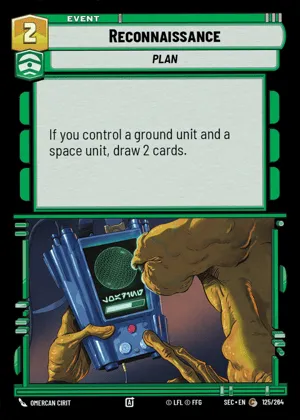 EVENT
2
RECONNAISSANCE
PLAN
If you control a ground unit and a
space unit, draw 2 cards.
OMERCAN CIRIT
© LFL © FFG
SEC • EN
C
125/264